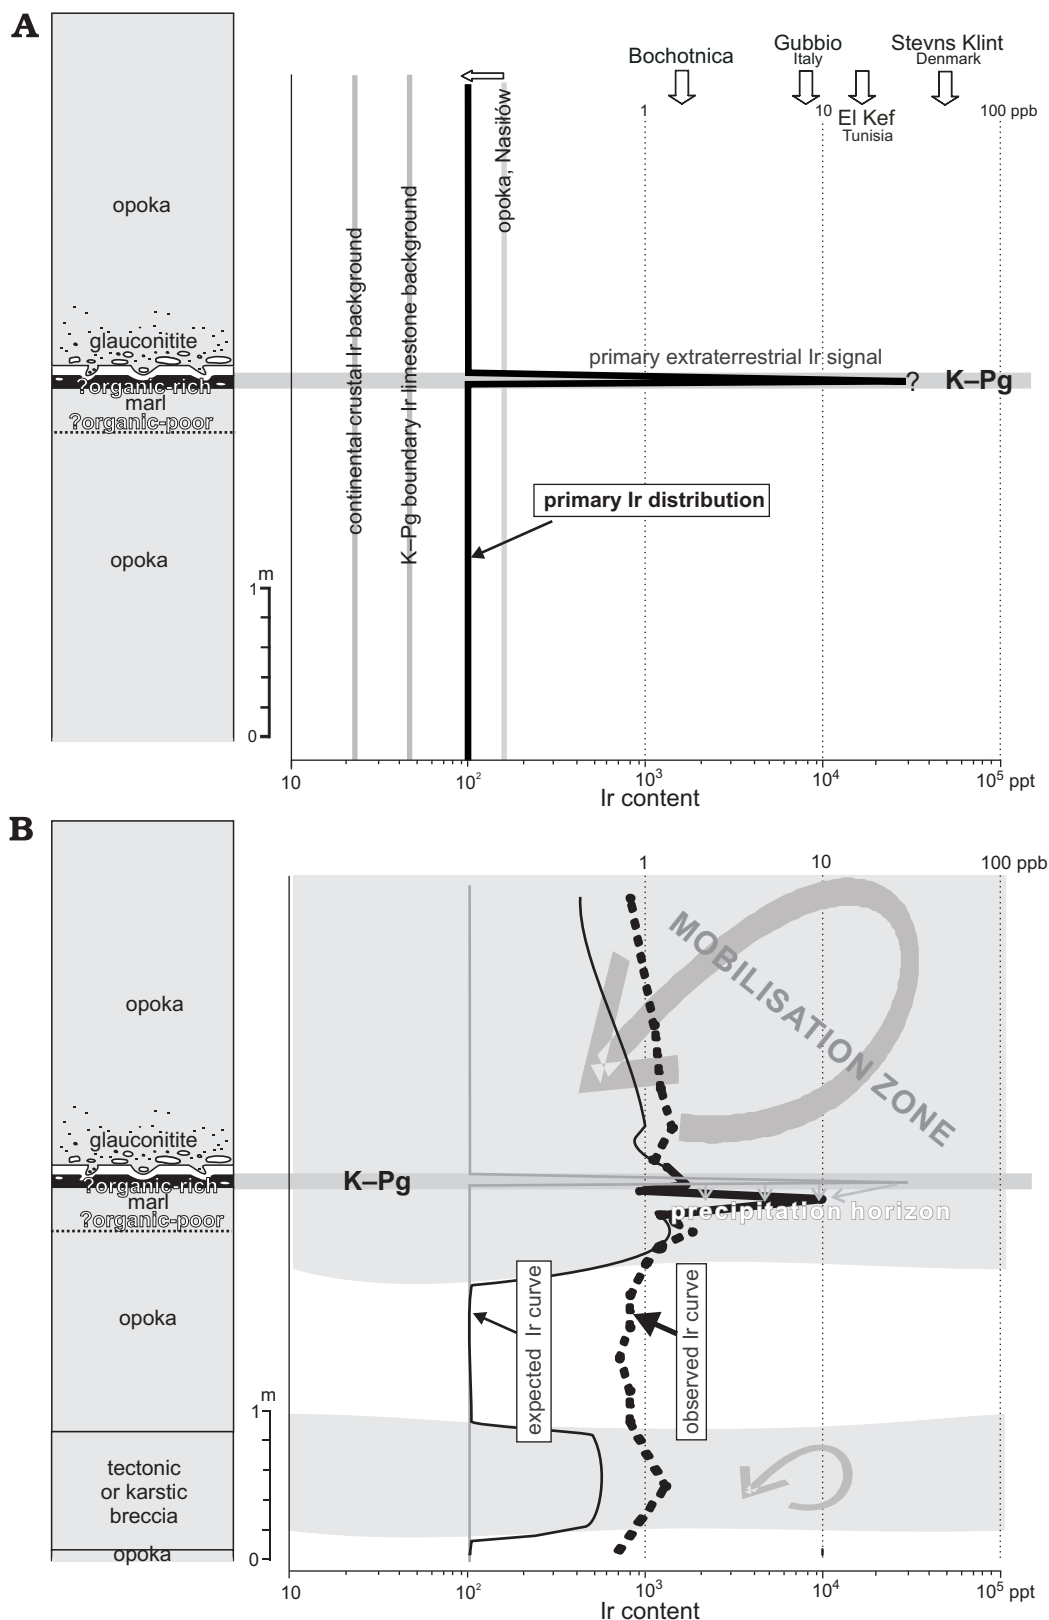 A
Bochotnica
Gubbio
Italy
Stevns Klint
Denmark
1
10
100 ppb
El Kef
Tunisia
opoka
opoka, Nasiłów
continental crustal Ir background
K–Pg boundary Ir limestone background
glauconitite
primary extraterrestrial Ir signal
?organic-rich
? K–Pg
marl
?organic-poor
primary Ir distribution
opoka
m
1
0
10
10²
10³
10⁴
10⁵ ppt
Ir content
B
1
10
100 ppb
MOBILISATION ZONE
opoka
glauconitite
K–Pg
?organic-rich
marl
?organic-poor
precipitation horizon
opoka
expected Ir curve
observed Ir curve
m
1
tectonic
or karstic
breccia
opoka
0
10
10²
10³
10⁴
10⁵ ppt
Ir content